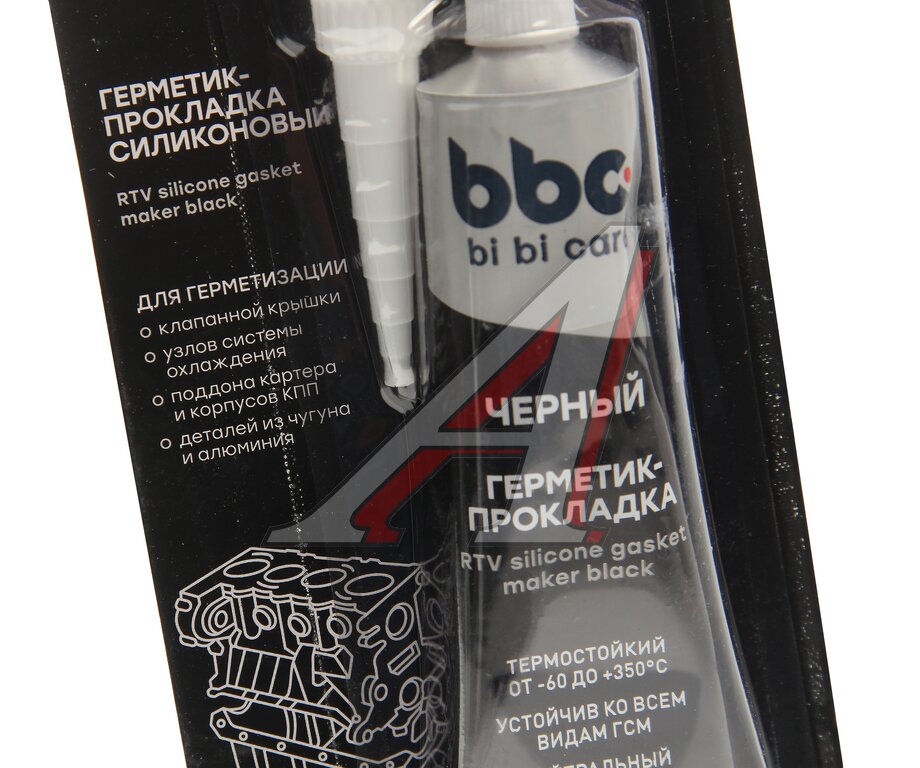 ГЕРМЕТИК-
ПРОКЛАДКА
СИЛИКОНОВЫЙ
RTV silicone gasket
maker black
ДЛЯ ГЕРМЕТИЗАЦИИ
клапанной крышки
узлов системы
охлаждения
поддона картера
и корпусов КПП
деталей из чугуна
и алюминия
bbc
bi bi care
ЧЕРНЫЙ
ГЕРМЕТИК-
ПРОКЛАДКА
RTV silicone gasket
maker black
ТЕРМОСТОЙКИЙ
ОТ -60 ДО +350°C
УСТОЙЧИВ КО ВСЕМ
ВИДАМ ГСМ